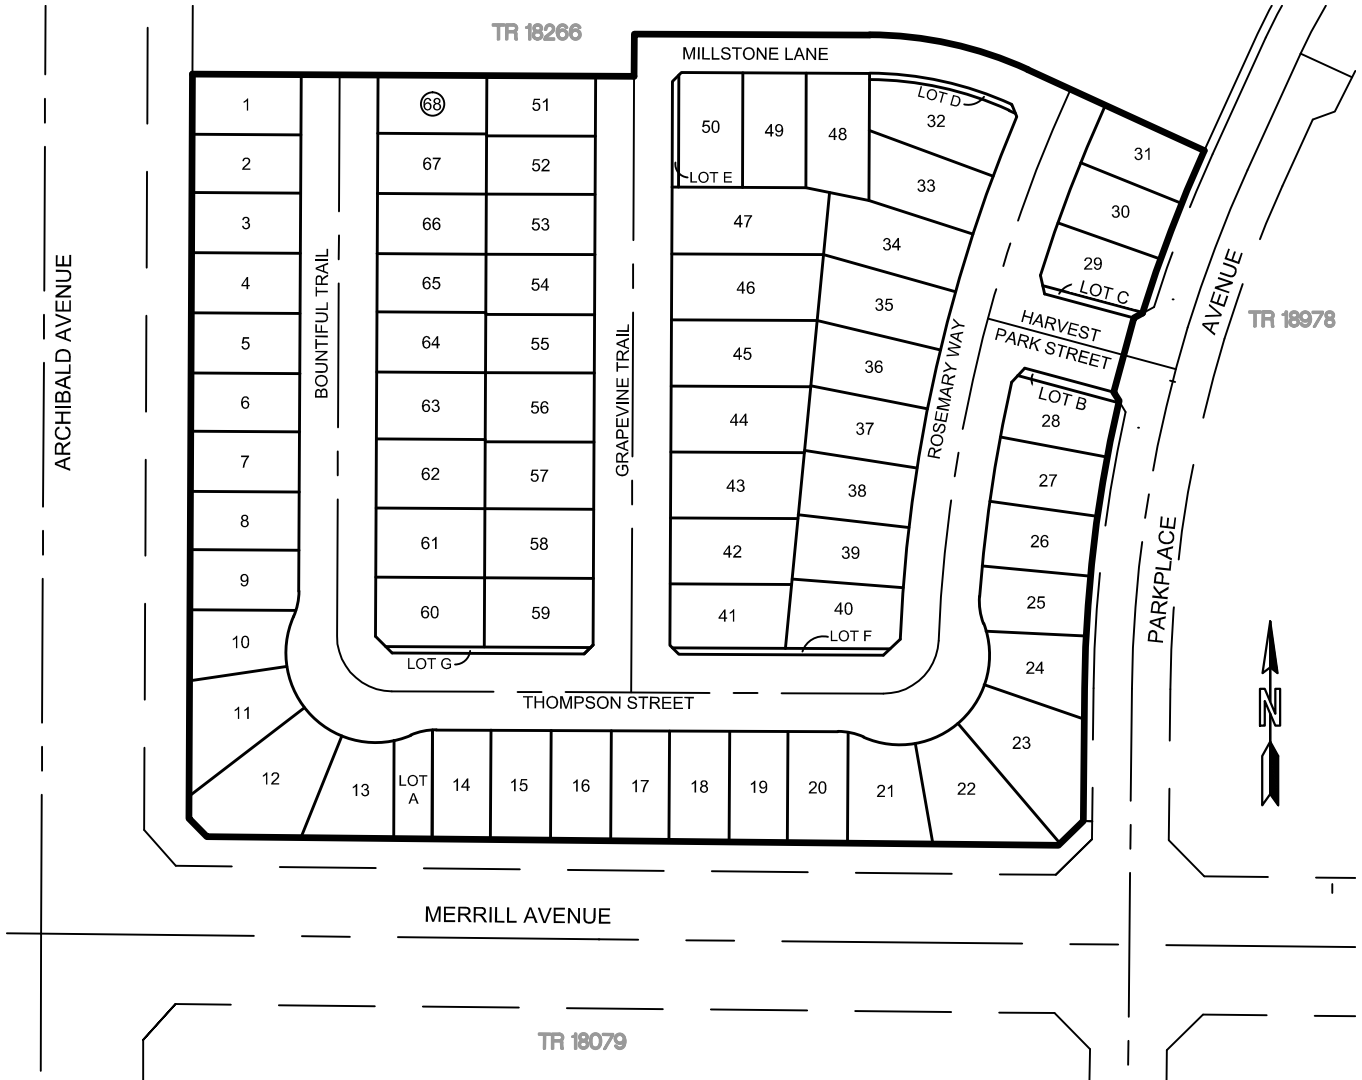 TR 18266
MILLSTONE LANE
1
2
3
4
5
6
7
8
9
10
11
12
13
LOT
A
14
15
16
17
18
19
20
21
22
23
24
25
26
27
28
LOT B
29
LOT C
30
31
LOT D
32
33
34
35
36
37
38
39
40
LOT F
41
42
43
44
45
46
47
48
49
50
LOT E
51
52
53
54
55
56
57
58
59
60
LOT G
61
62
63
64
65
66
67
68
ARCHIBALD AVENUE
BOUNTIFUL TRAIL
GRAPEVINE TRAIL
ROSEMARY WAY
HARVEST
PARK STREET
PARKPLACE
AVENUE
TR 18978
THOMPSON STREET
N
MERRILL AVENUE
TR 18079